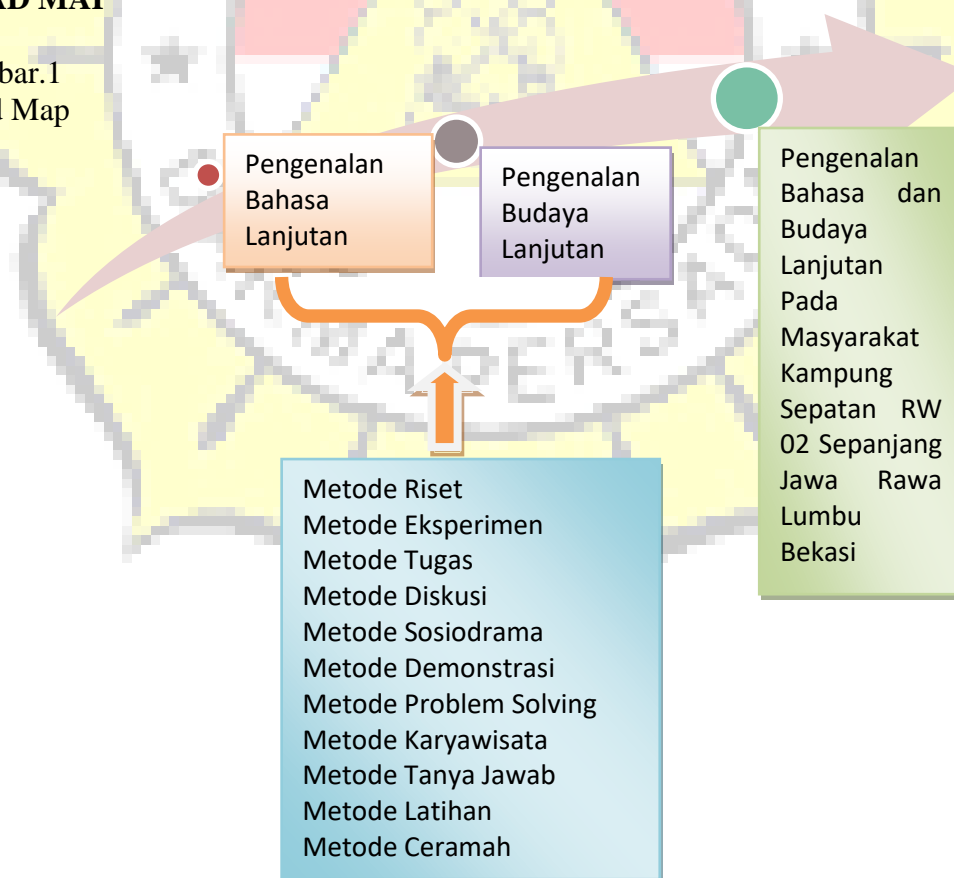 Road Map
Pengenalan
Bahasa
Lanjutan
Pengenalan
Budaya
Lanjutan
Pengenalan
Bahasa dan
Budaya
Lanjutan
Pada
Masyarakat
Kampung
Sepatan RW
02 Sepanjang
Jawa Rawa
Lumbu
Bekasi
Metode Riset
Metode Eksperimen
Metode Tugas
Metode Diskusi
Metode Sosiodrama
Metode Demonstrasi
Metode Problem Solving
Metode Karyawisata
Metode Tanya Jawab
Metode Latihan
Metode Ceramah